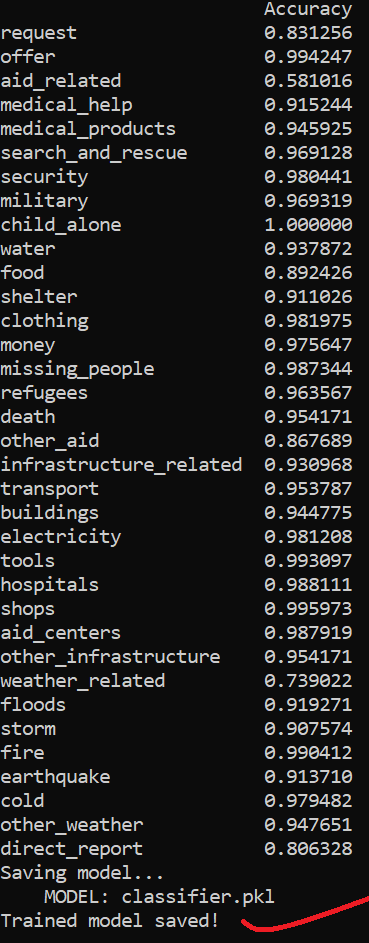 Accuracy
request 0.831256
offer 0.994247
aid_related 0.581016
medical_help 0.915244
medical_products 0.945925
search_and_rescue 0.969128
security 0.980441
military 0.969319
child_alone 1.000000
water 0.937872
food 0.892426
shelter 0.911026
clothing 0.981975
money 0.975647
missing_people 0.987344
refugees 0.963567
death 0.954171
other_aid 0.867689
infrastructure_related 0.930968
transport 0.953787
buildings 0.944775
electricity 0.981208
tools 0.993097
hospitals 0.988111
shops 0.995973
aid_centers 0.987919
other_infrastructure 0.954171
weather_related 0.739022
floods 0.919271
storm 0.907574
fire 0.990412
earthquake 0.913710
cold 0.979482
other_weather 0.947651
direct_report 0.806328
Saving model...
MODEL: classifier.pkl
Trained model saved!